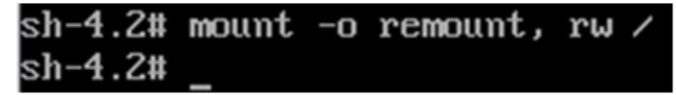 sh-4.2# mount -o remount, rw /
sh-4.2# _